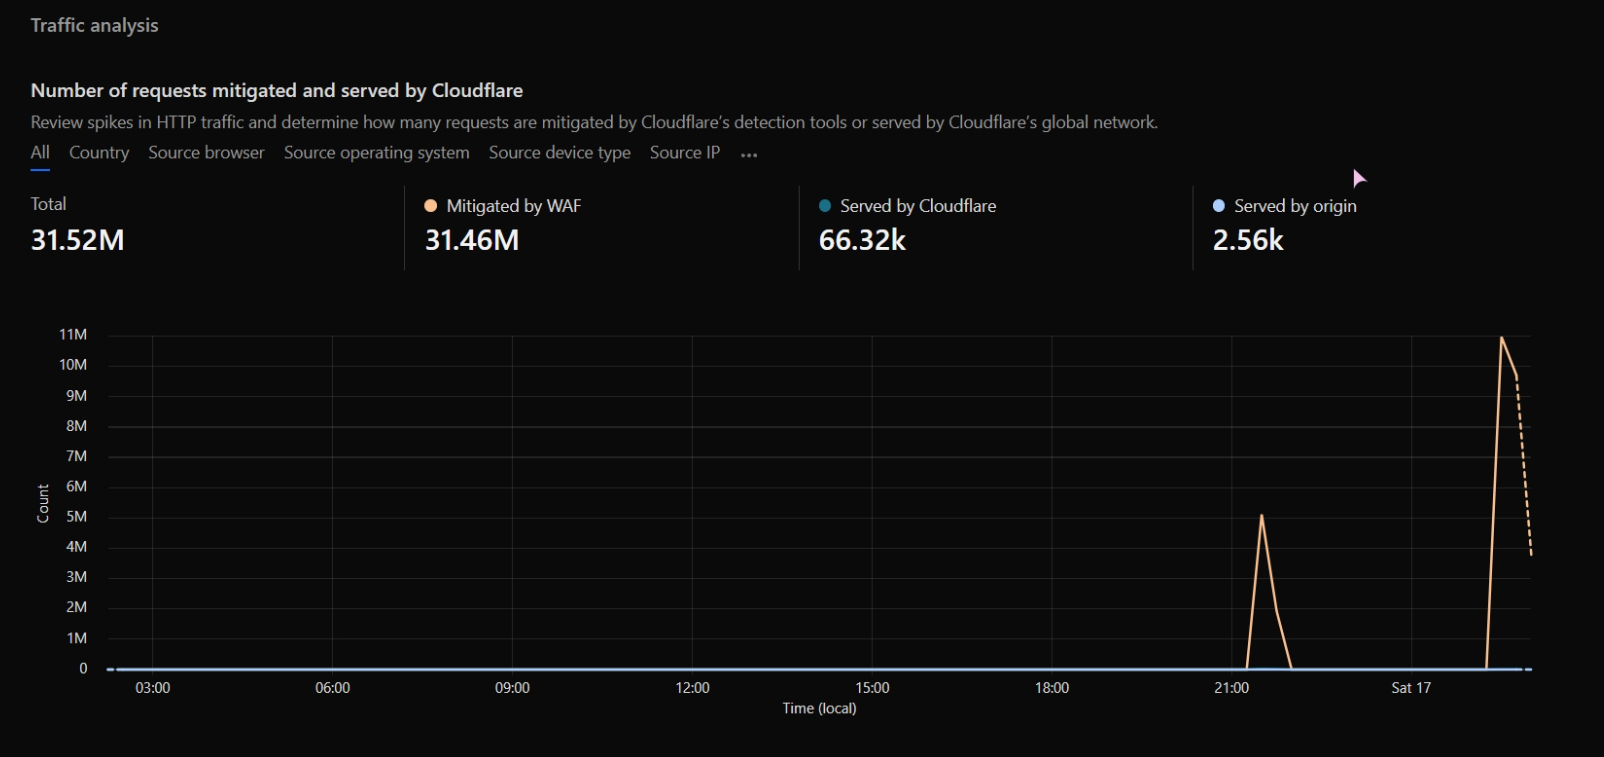 Traffic analysis
Number of requests mitigated and served by Cloudflare
Review spikes in HTTP traffic and determine how many requests are mitigated by Cloudflare's detection tools or served by Cloudflare's global network.
All Country Source browser Source operating system Source device type Source IP ...
Total Mitigated by WAF Served by Cloudflare Served by origin
31.52M 31.46M 66.32k 2.56k
11M
10M
9M
8M
7M
6M
5M
4M
3M
2M
1M
0
Count
03:00 06:00 09:00 12:00 15:00 18:00 21:00 Sat 17
Time (local)